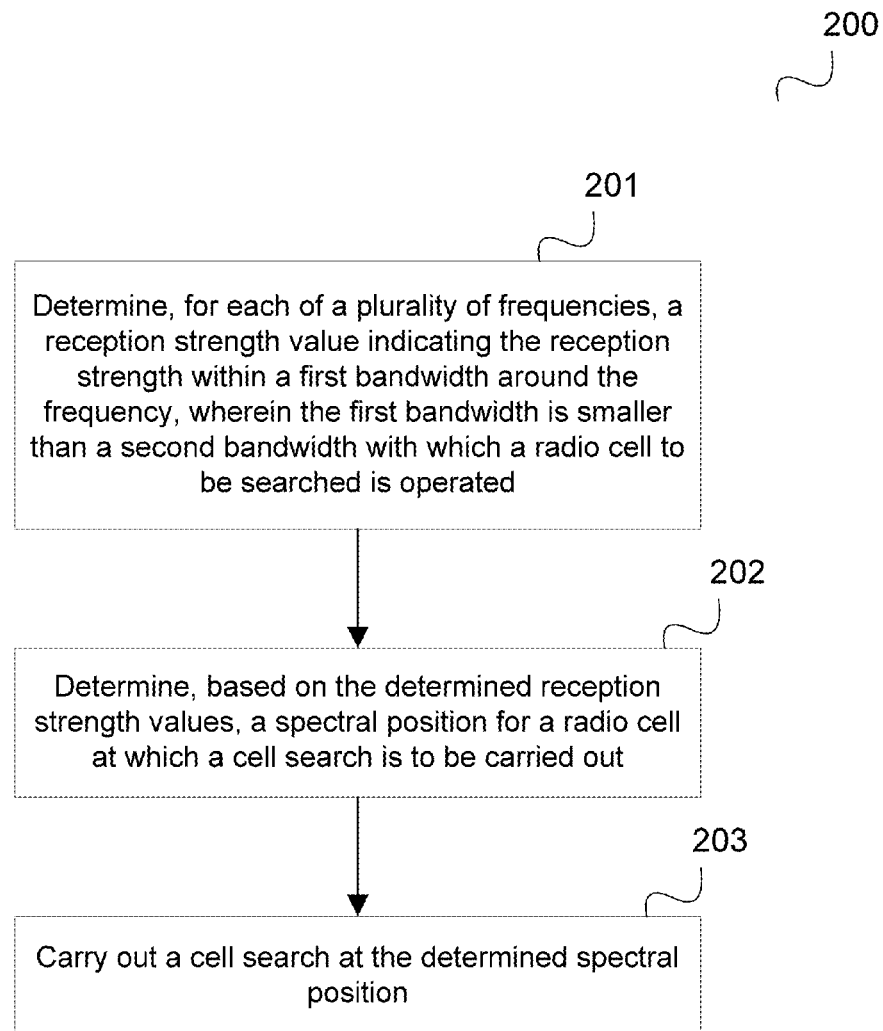 200
201
Determine, for each of a plurality of frequencies, a
reception strength value indicating the reception
strength within a first bandwidth around the
frequency, wherein the first bandwidth is smaller
than a second bandwidth with which a radio cell to
be searched is operated
202
Determine, based on the determined reception
strength values, a spectral position for a radio cell
at which a cell search is to be carried out
203
Carry out a cell search at the determined spectral
position